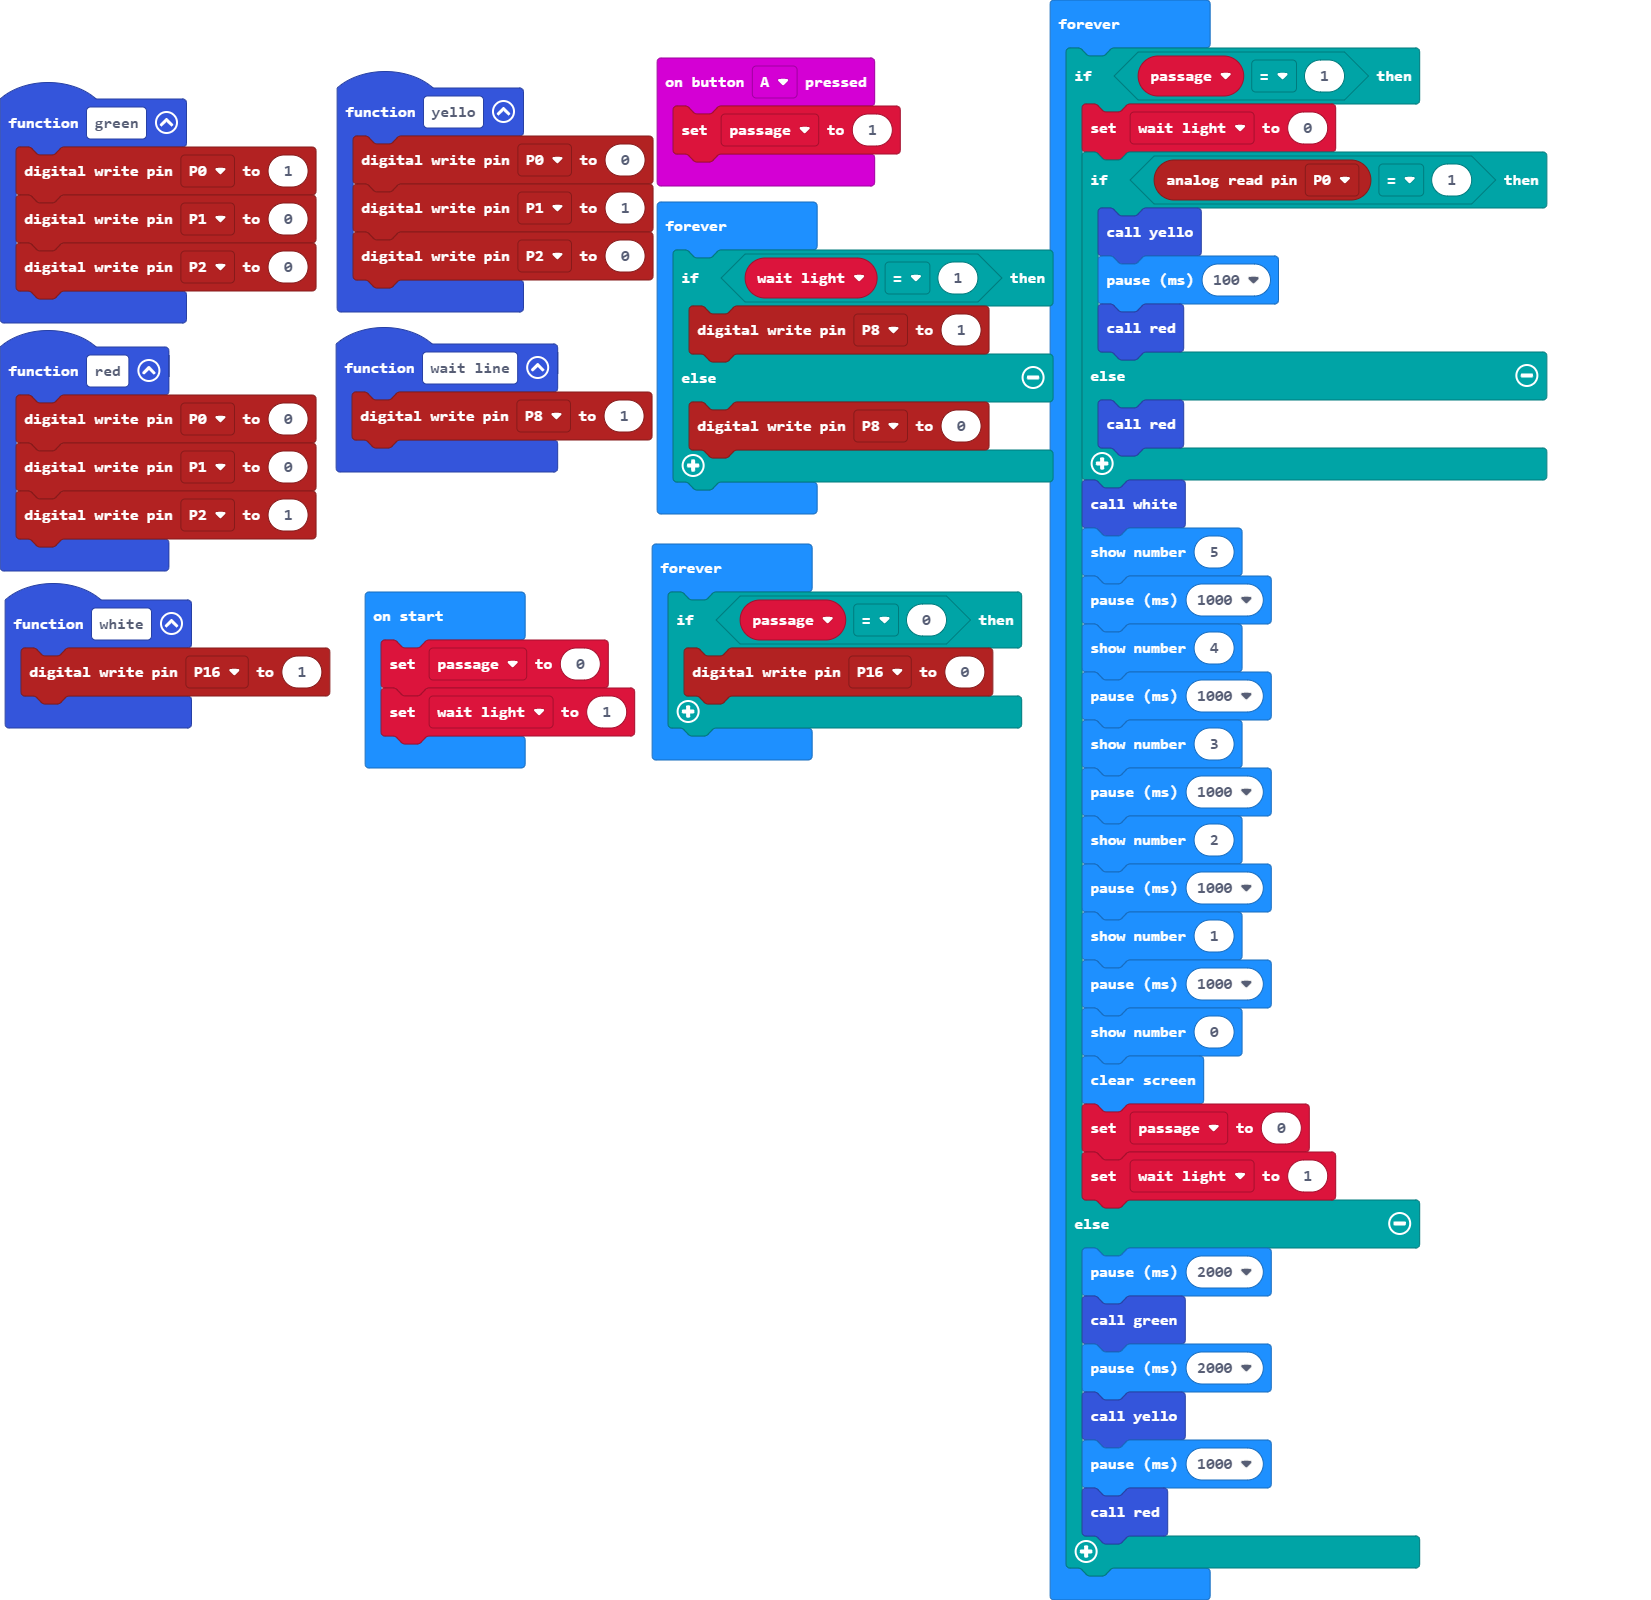 function green
digital write pin P0 to 1
digital write pin P1 to 0
digital write pin P2 to 0
function red
digital write pin P0 to 0
digital write pin P1 to 0
digital write pin P2 to 1
function white
digital write pin P16 to 1
function yello
digital write pin P0 to 0
digital write pin P1 to 1
digital write pin P2 to 0
function wait line
digital write pin P8 to 1
on start
set passage to 0
set wait light to 1
on button A pressed
set passage to 1
forever
if wait light = 1 then
digital write pin P8 to 1
else
digital write pin P8 to 0
forever
if passage = 0 then
digital write pin P16 to 0
forever
if passage = 1 then
set wait light to 0
if analog read pin P0 = 1 then
call yello
pause (ms) 100
call red
else
call red
call white
show number 5
pause (ms) 1000
show number 4
pause (ms) 1000
show number 3
pause (ms) 1000
show number 2
pause (ms) 1000
show number 1
pause (ms) 1000
show number 0
clear screen
set passage to 0
set wait light to 1
else
pause (ms) 2000
call green
pause (ms) 2000
call yello
pause (ms) 1000
call red